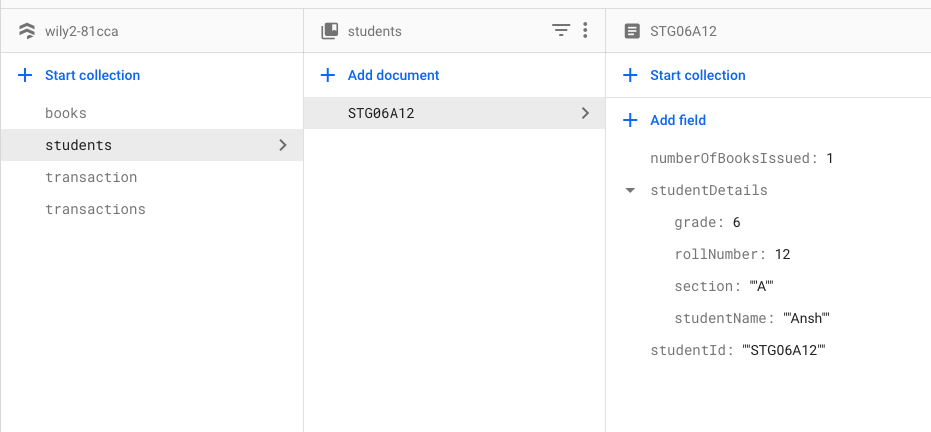 wily2-81cca
Start collection
books
students
transaction
transactions
students
Add document
STG06A12
STG06A12
Start collection
Add field
numberOfBooksIssued: 1
studentDetails
grade: 6
rollNumber: 12
section: ""A""
studentName: ""Ansh""
studentId: ""STG06A12""